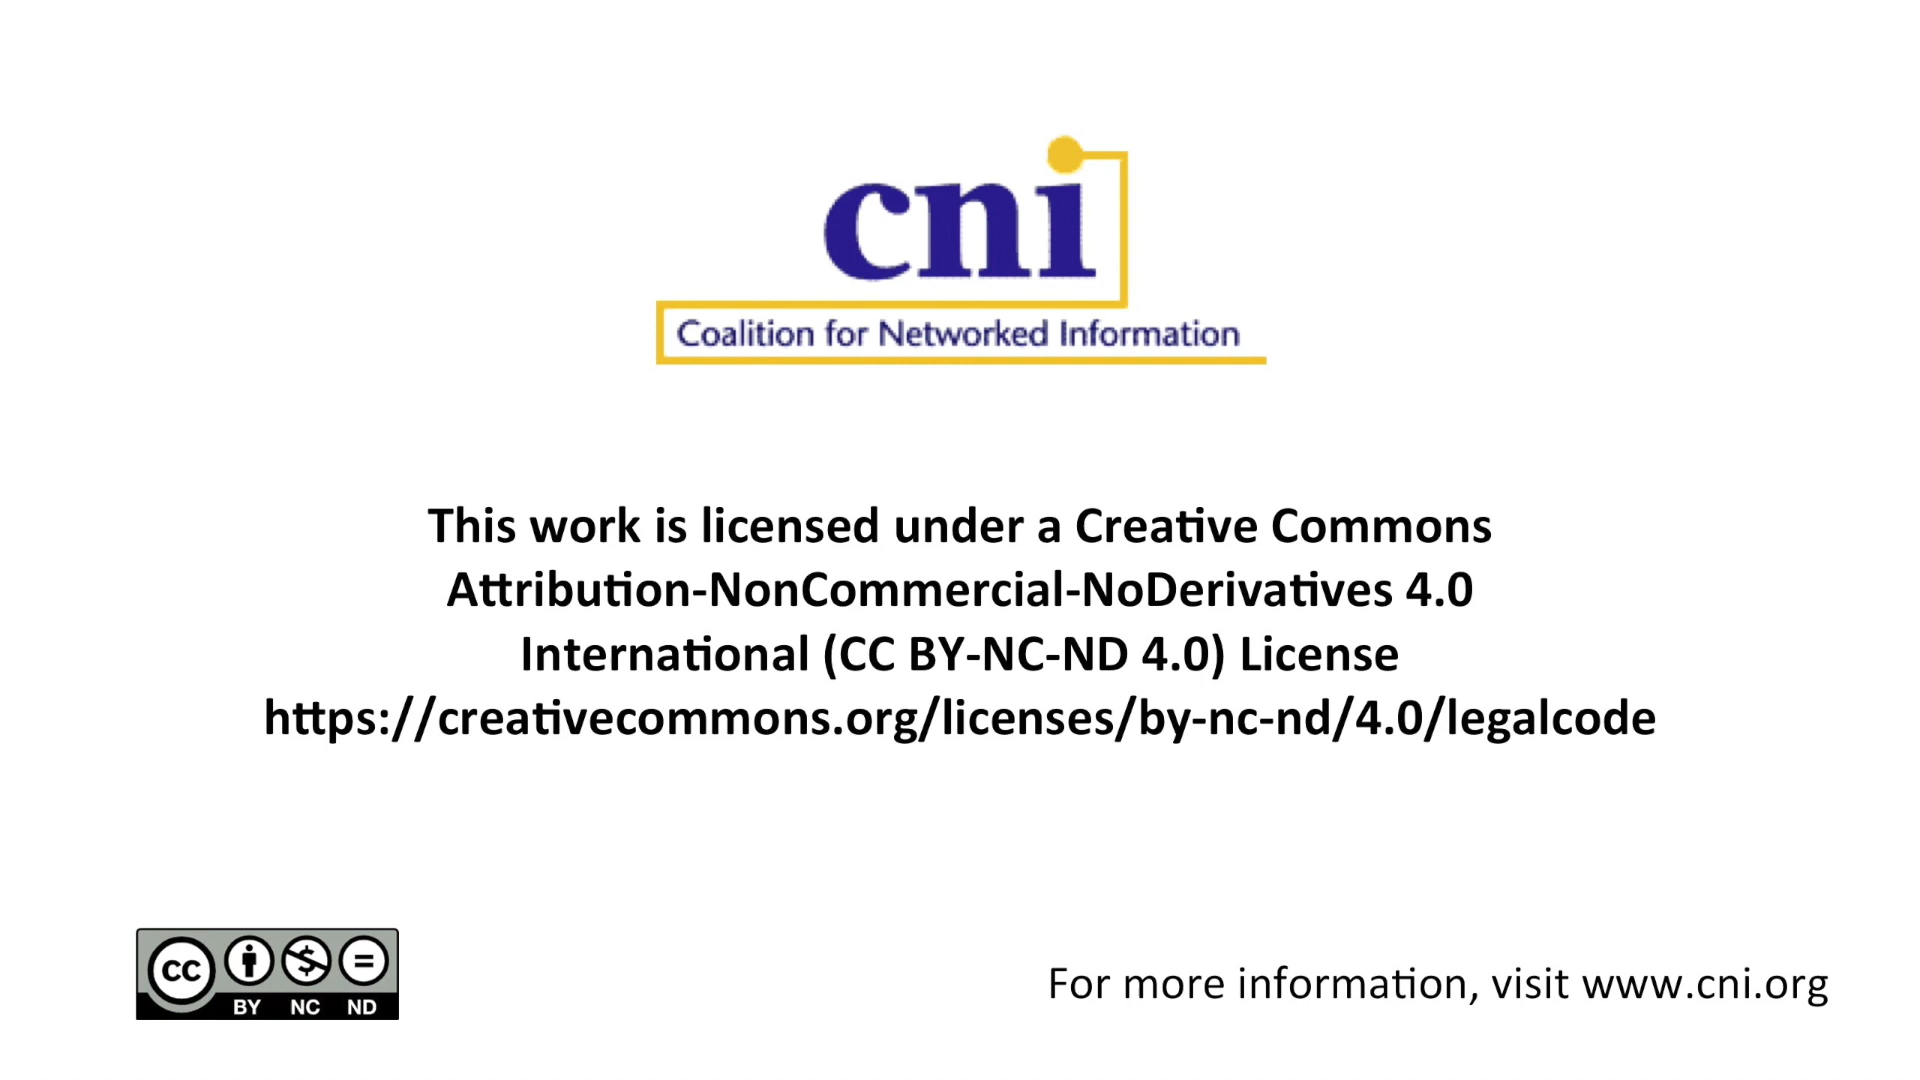 cni
Coalition for Networked Information
This work is licensed under a Creative Commons
Attribution-NonCommercial-NoDerivatives 4.0
International (CC BY-NC-ND 4.0) License
https://creativecommons.org/licenses/by-nc-nd/4.0/legalcode
cc
BY NC ND
For more information, visit www.cni.org